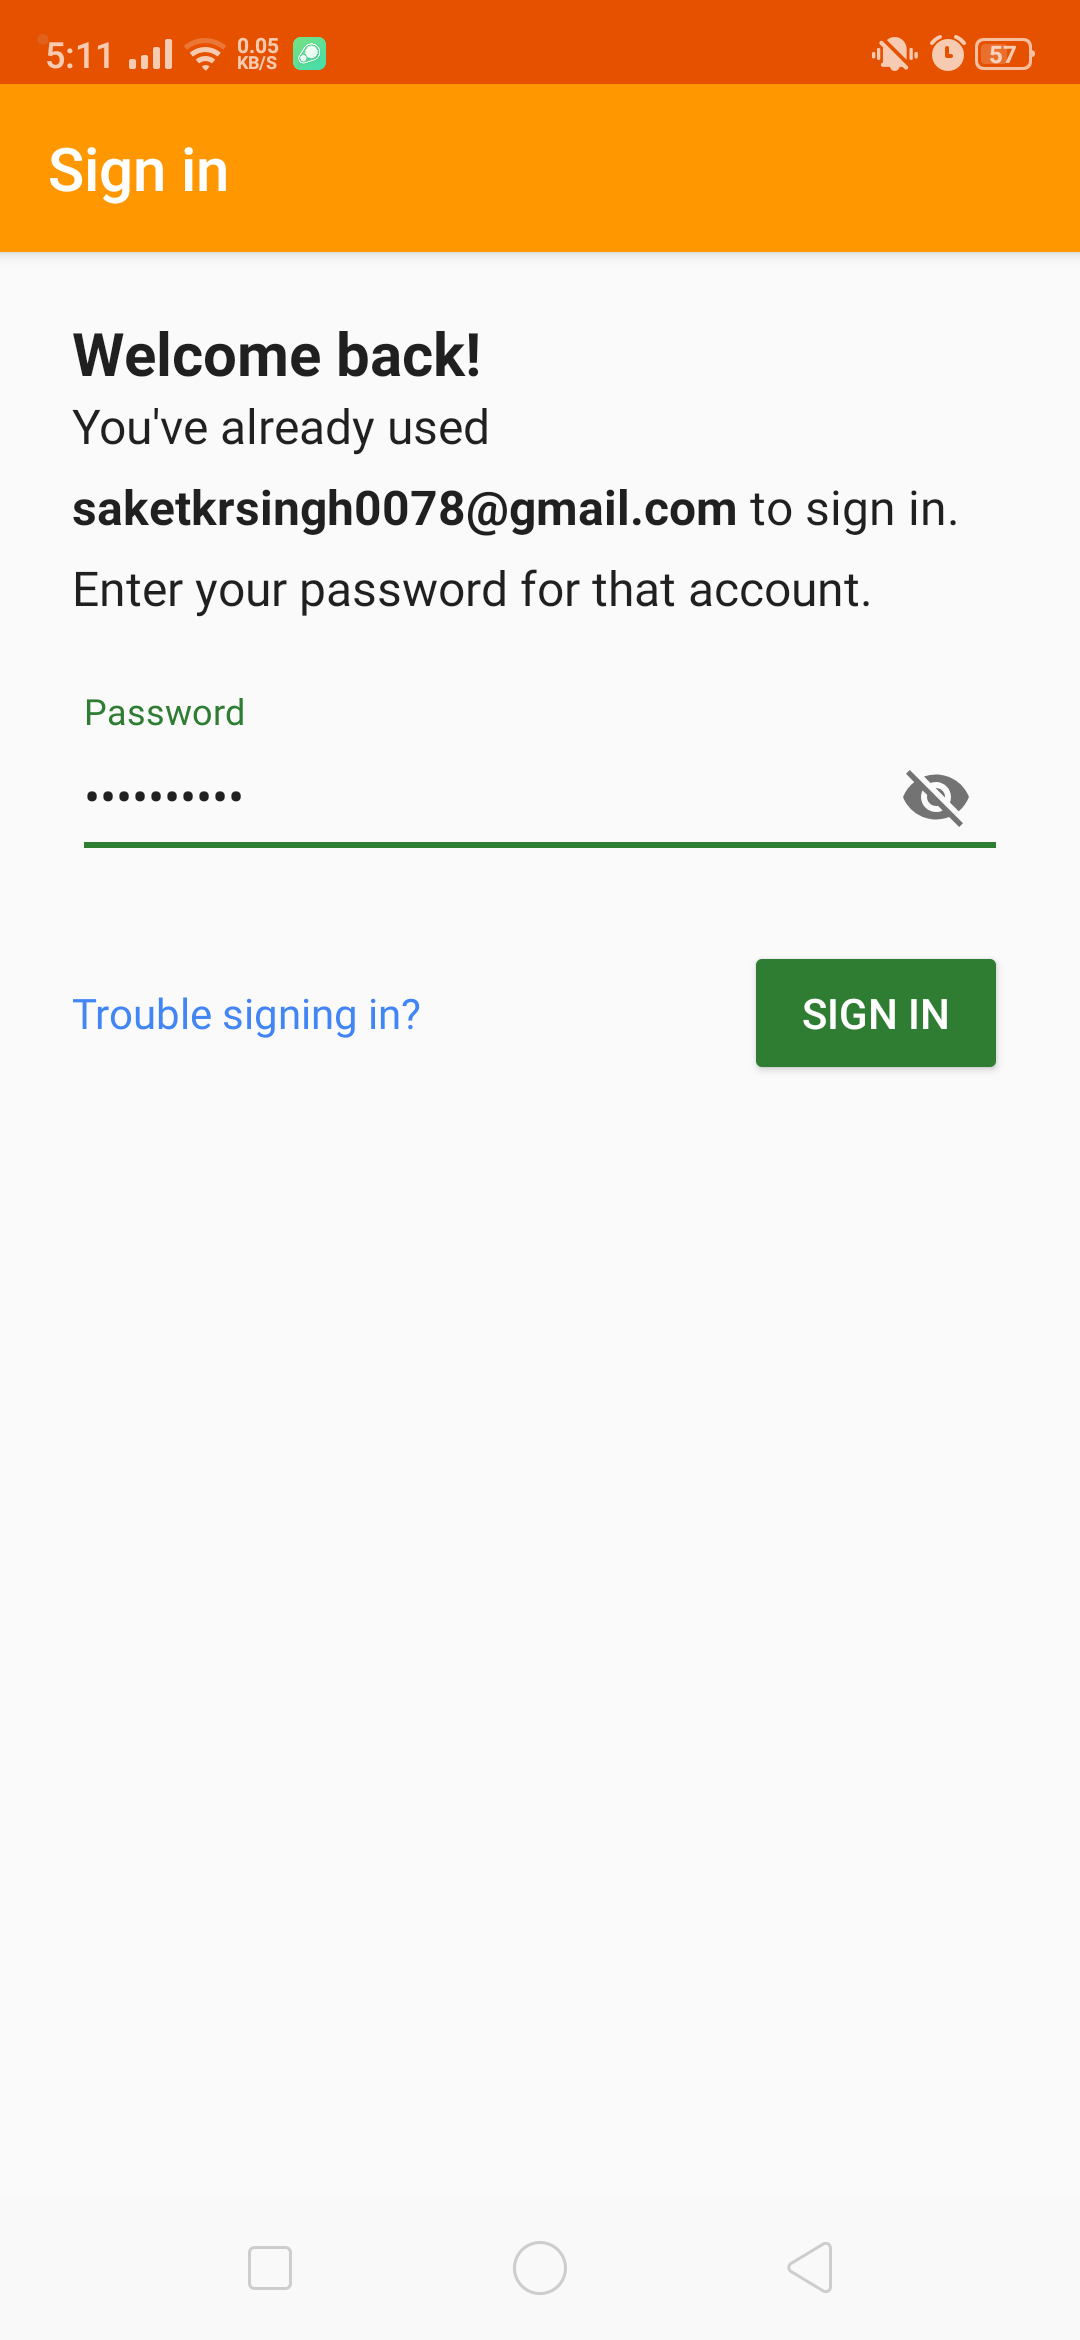 5:11 0.05 KB/S 57
Sign in
Welcome back!
You've already used
saketkrsingh0078@gmail.com to sign in.
Enter your password for that account.
Password
••••••••••
Trouble signing in? SIGN IN